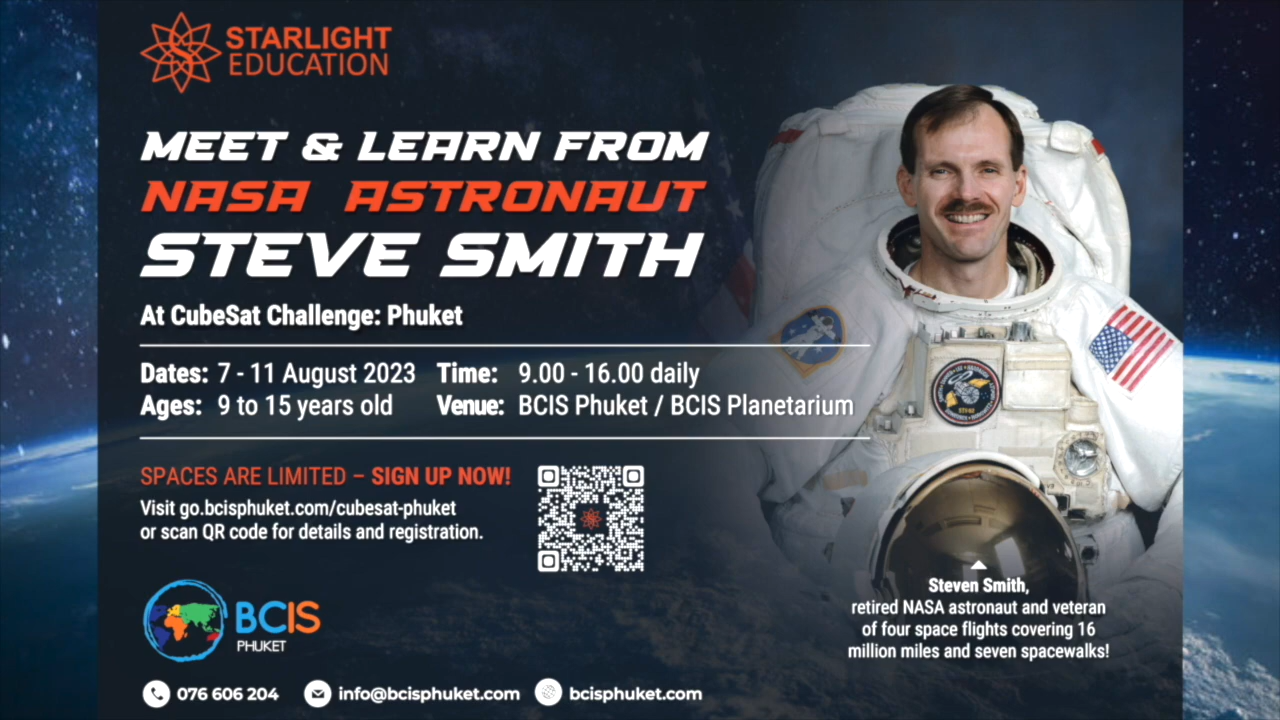 STARLIGHT
EDUCATION
MEET & LEARN FROM
NASA ASTRONAUT
STEVE SMITH
At CubeSat Challenge: Phuket
Dates: 7 - 11 August 2023 Time: 9.00 - 16.00 daily
Ages: 9 to 15 years old Venue: BCIS Phuket / BCIS Planetarium
SPACES ARE LIMITED – SIGN UP NOW!
Visit go.bcisphuket.com/cubesat-phuket
or scan QR code for details and registration.
Steven Smith,
retired NASA astronaut and veteran
of four space flights covering 16
million miles and seven spacewalks!
BCIS
PHUKET
076 606 204 info@bcisphuket.com bcisphuket.com